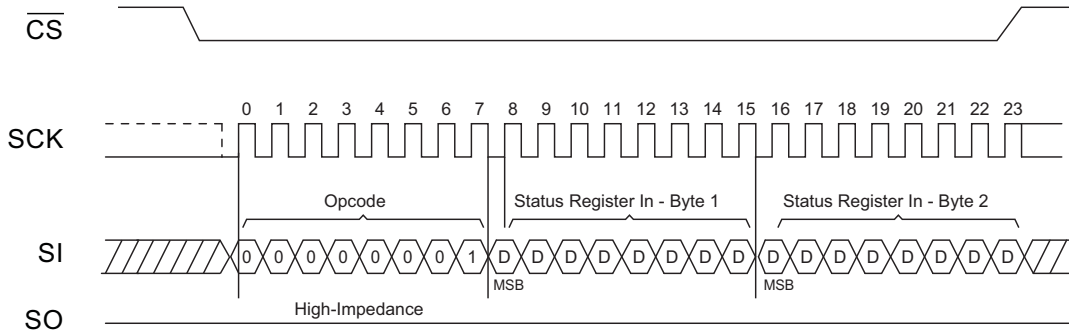 CS
0 1 2 3 4 5 6 7 8 9 10 11 12 13 14 15 16 17 18 19 20 21 22 23
SCK
Opcode Status Register In - Byte 1 Status Register In - Byte 2
SI 0 0 0 0 0 0 0 1 D D D D D D D D D D D D D D D D
MSB MSB
High-Impedance
SO